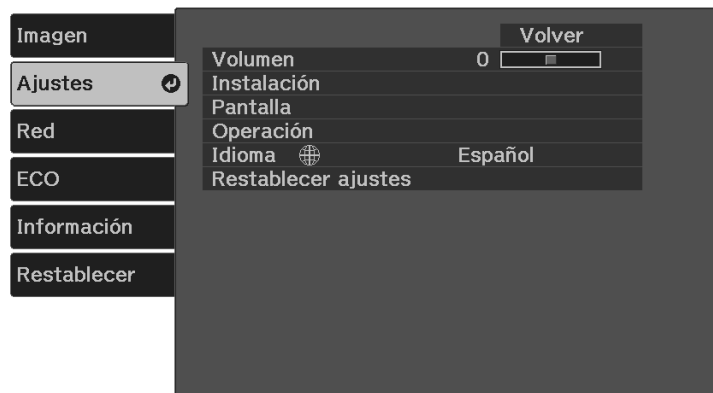 Imagen
Ajustes
Red
ECO
Información
Restablecer
Volver
Volumen 0
Instalación
Pantalla
Operación
Idioma Español
Restablecer ajustes